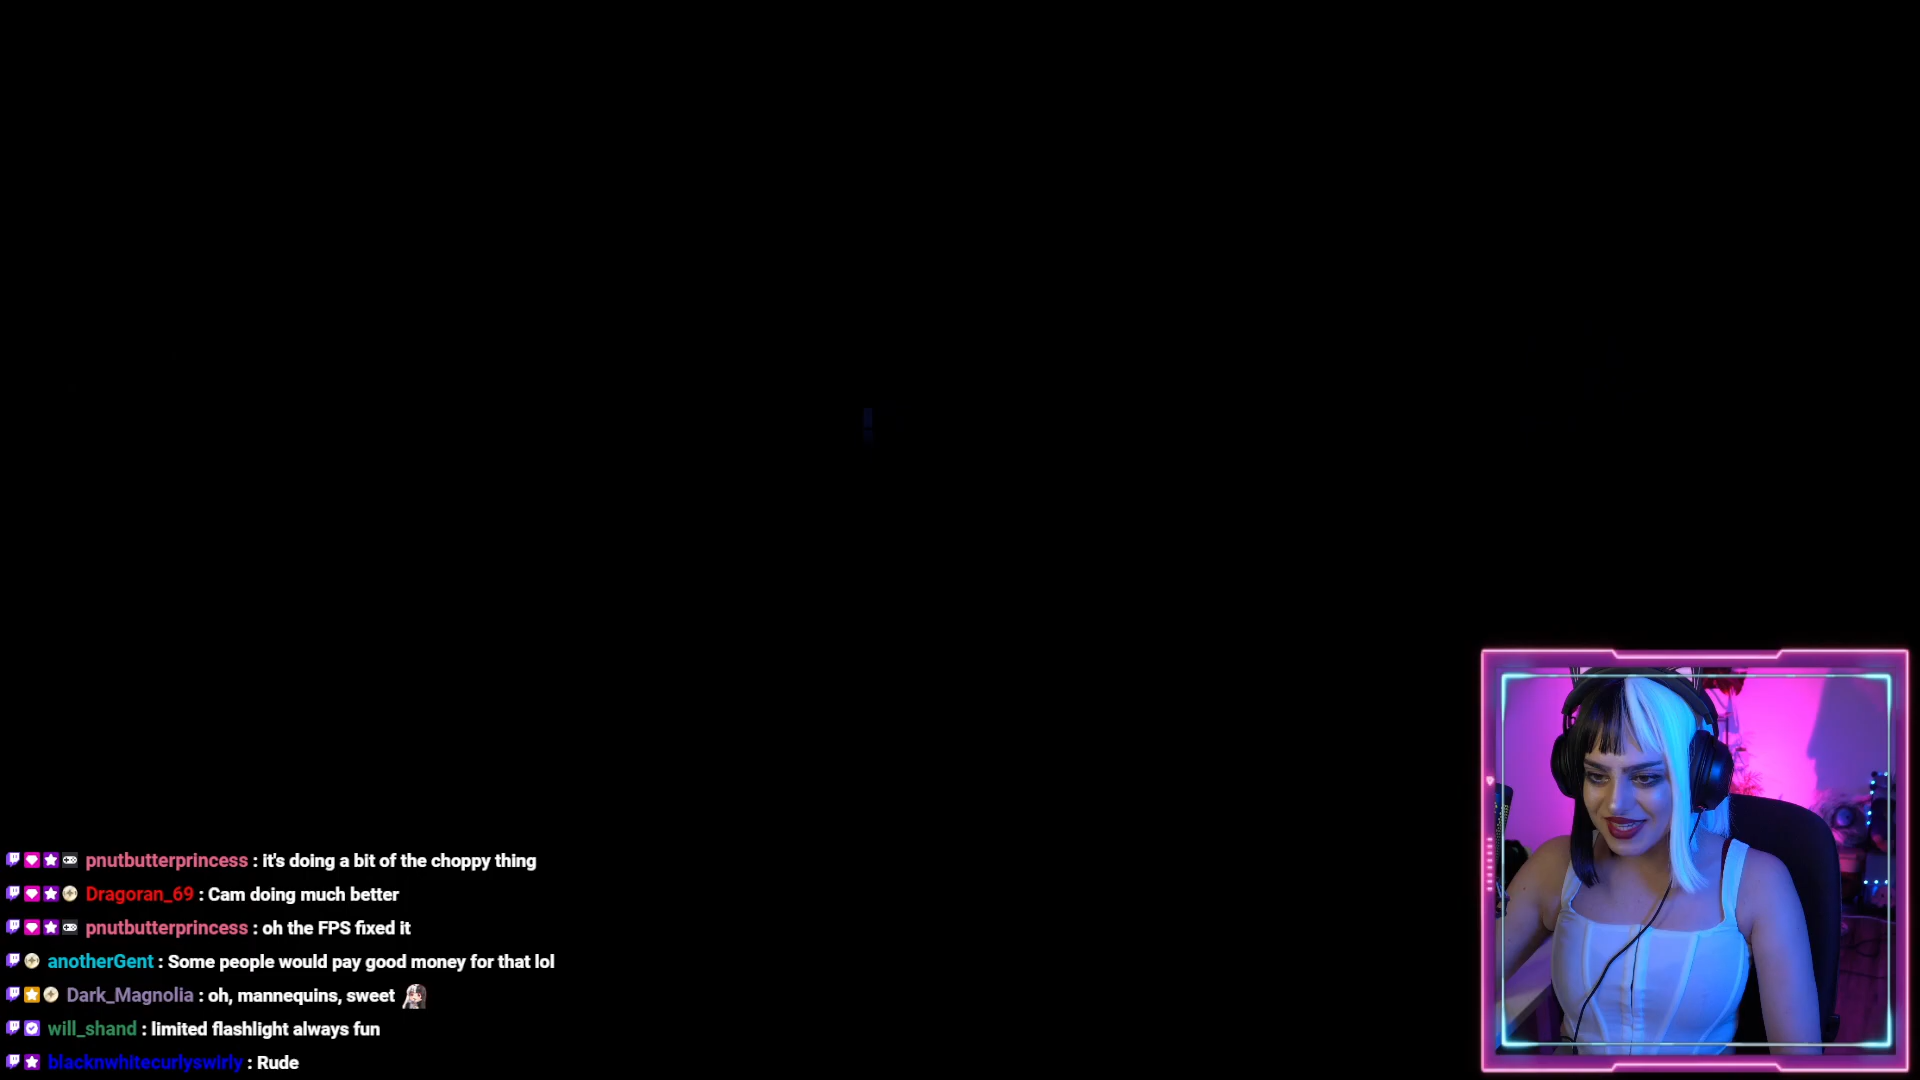 pnutbutterprincess : it's doing a bit of the choppy thing
Dragoran_69 : Cam doing much better
pnutbutterprincess : oh the FPS fixed it
anotherGent : Some people would pay good money for that lol
Dark_Magnolia : oh, mannequins, sweet
will_shand : limited flashlight always fun
blacknwhitecurlyswirly : Rude